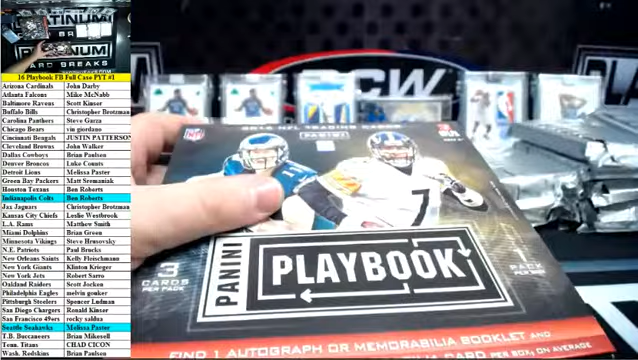 16 Playbook FB Full Case PYT #1
Arizona Cardinals John Darby
Atlanta Falcons Mike McNabb
Baltimore Ravens Scott Kinser
Buffalo Bills Christopher Brotzman
Carolina Panthers Steve Garza
Chicago Bears vin giordano
Cincinnati Bengals JUSTIN PATTERSON
Cleveland Browns John Walker
Dallas Cowboys Brian Paulsen
Denver Broncos Luke Counts
Detroit Lions Melissa Paster
Green Bay Packers Matt Semaniak
Houston Texans Ben Roberts
Indianapolis Colts Ben Roberts
Jax Jaguars Christopher Brotzman
Kansas City Chiefs Leslie Westbrook
L.A. Rams Matthew Smith
Miami Dolphins Brian Green
Minnesota Vikings Steve Hrusovsky
N.E. Patriots Paul Brucks
New Orleans Saints Kelly Fleischmann
New York Giants Klinton Krieger
New York Jets Robert Sarro
Oakland Raiders Scott Jocken
Philadelphia Eagles melvin gonker
Pittsburgh Steelers Spencer Ludman
San Diego Chargers Ronald Kinser
San Francisco 49ers rocky saldua
Seattle Seahawks Melissa Paster
T.B. Buccaneers Brian Mikesell
Tenn. Titans CHAD CICON
Wash. Redskins Brian Paulsen
PLATINUM
CARD BREAKS
2016 NFL TRADING CARDS
PANINI
7
3
CARDS
PER PACK
PANINI
PLAYBOOK
1
PACK
FIND 1 AUTOGRAPH OR MEMORABILIA BOOKLET AND
CARD PER BOX, ON AVERAGE